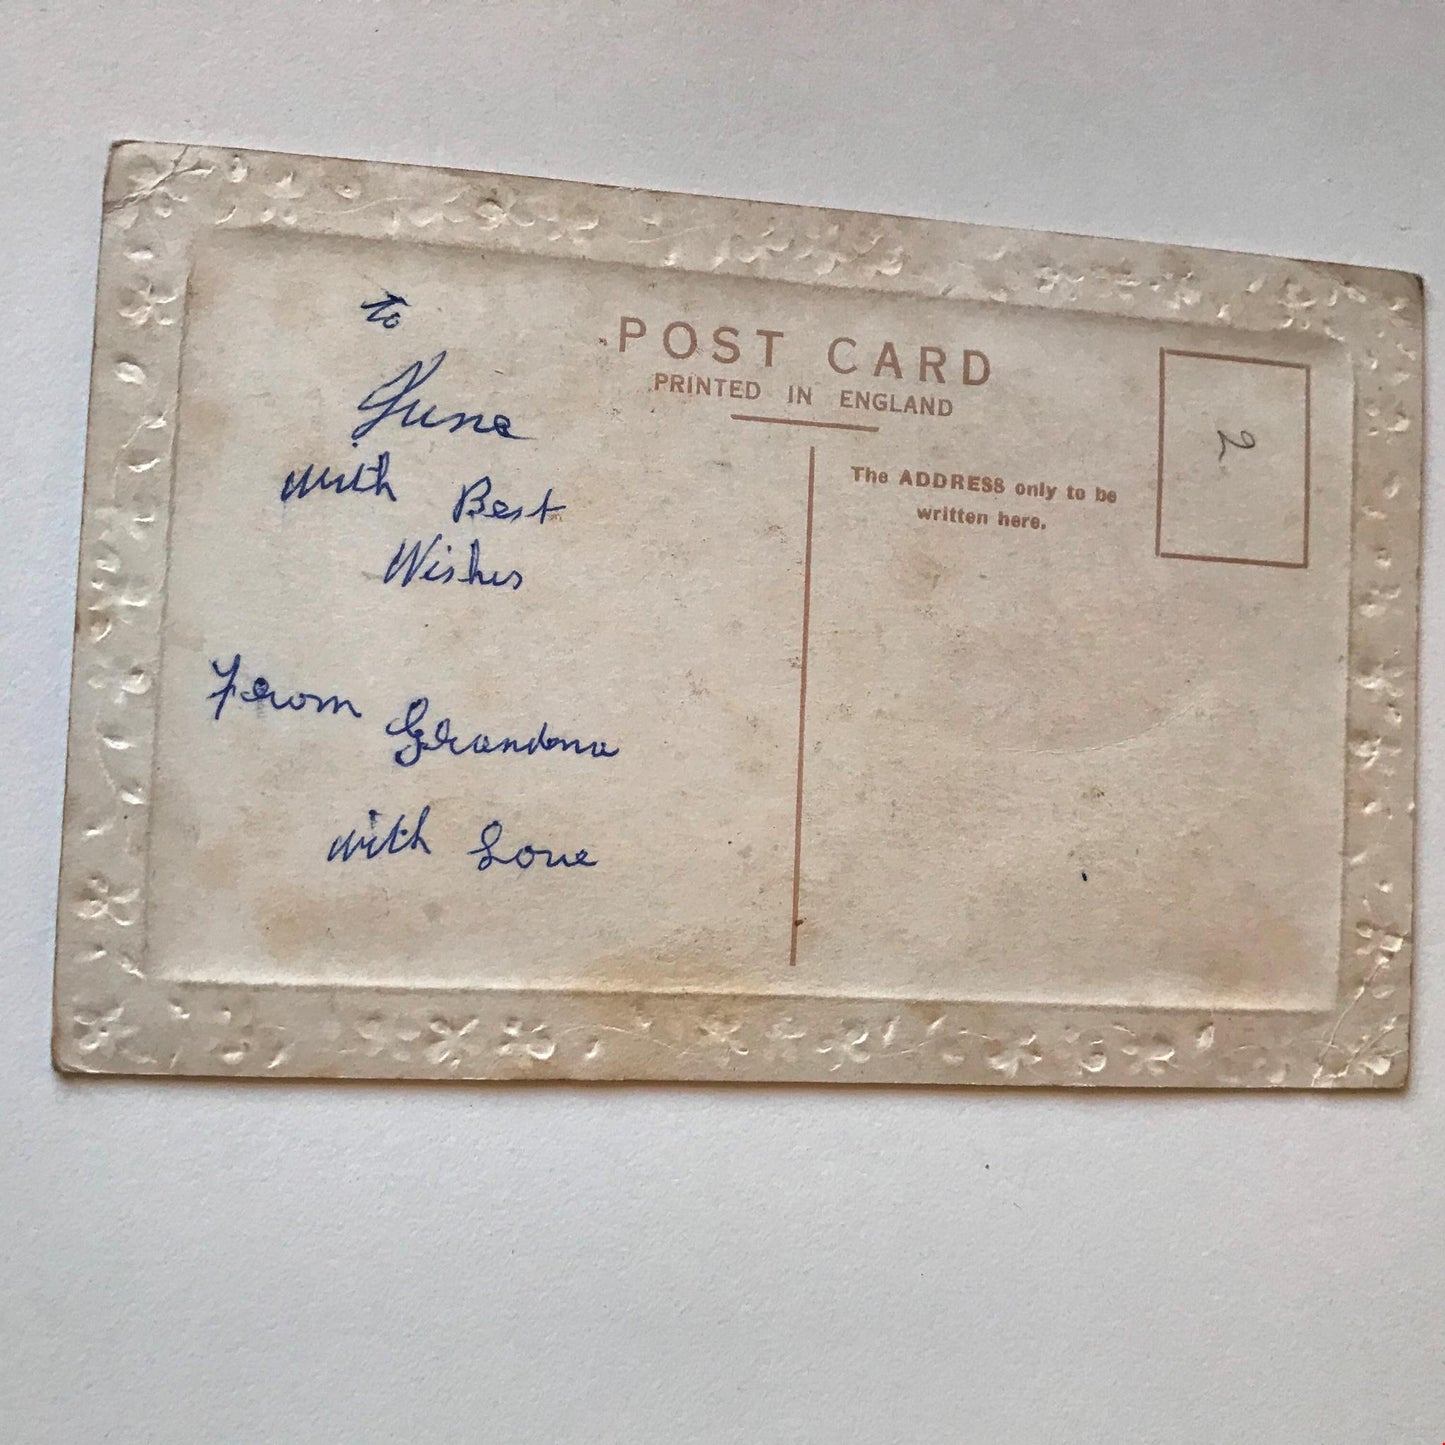 to
June
with Best
Wishes
From Grandma
with Love
POST CARD
PRINTED IN ENGLAND
The ADDRESS only to be
written here.
2